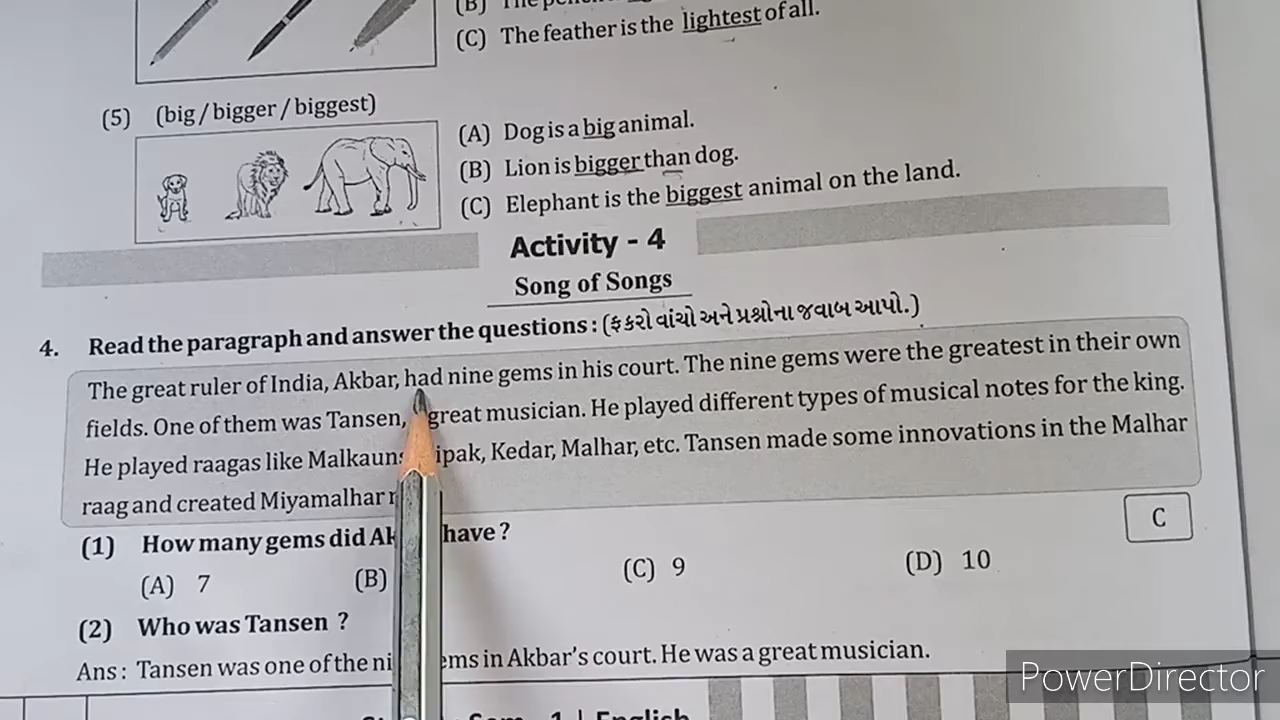 (B) The
(C) The feather is the lightest of all.
(5) (big / bigger / biggest)
(A) Dog is a big animal.
(B) Lion is bigger than dog.
(C) Elephant is the biggest animal on the land.
Activity - 4
Song of Songs
4. Read the paragraph and answer the questions : (ફકરો વાંચો અને પ્રશ્નોના જવાબ આપો.)
The great ruler of India, Akbar, had nine gems in his court. The nine gems were the greatest in their own
fields. One of them was Tansen, great musician. He played different types of musical notes for the king.
He played raagas like Malkauns ipak, Kedar, Malhar, etc. Tansen made some innovations in the Malhar
raag and created Miyamalhar
(1) How many gems did Ak have ?
C
(A) 7 (B) (C) 9 (D) 10
(2) Who was Tansen ?
Ans : Tansen was one of the ni ems in Akbar's court. He was a great musician.
1 | English
PowerDirector